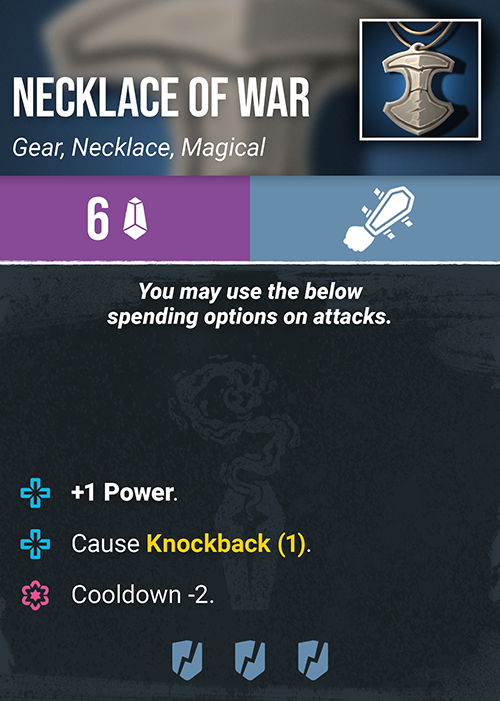 NECKLACE OF WAR
Gear, Necklace, Magical
6
You may use the below
spending options on attacks.
+1 Power.
Cause Knockback (1).
Cooldown -2.